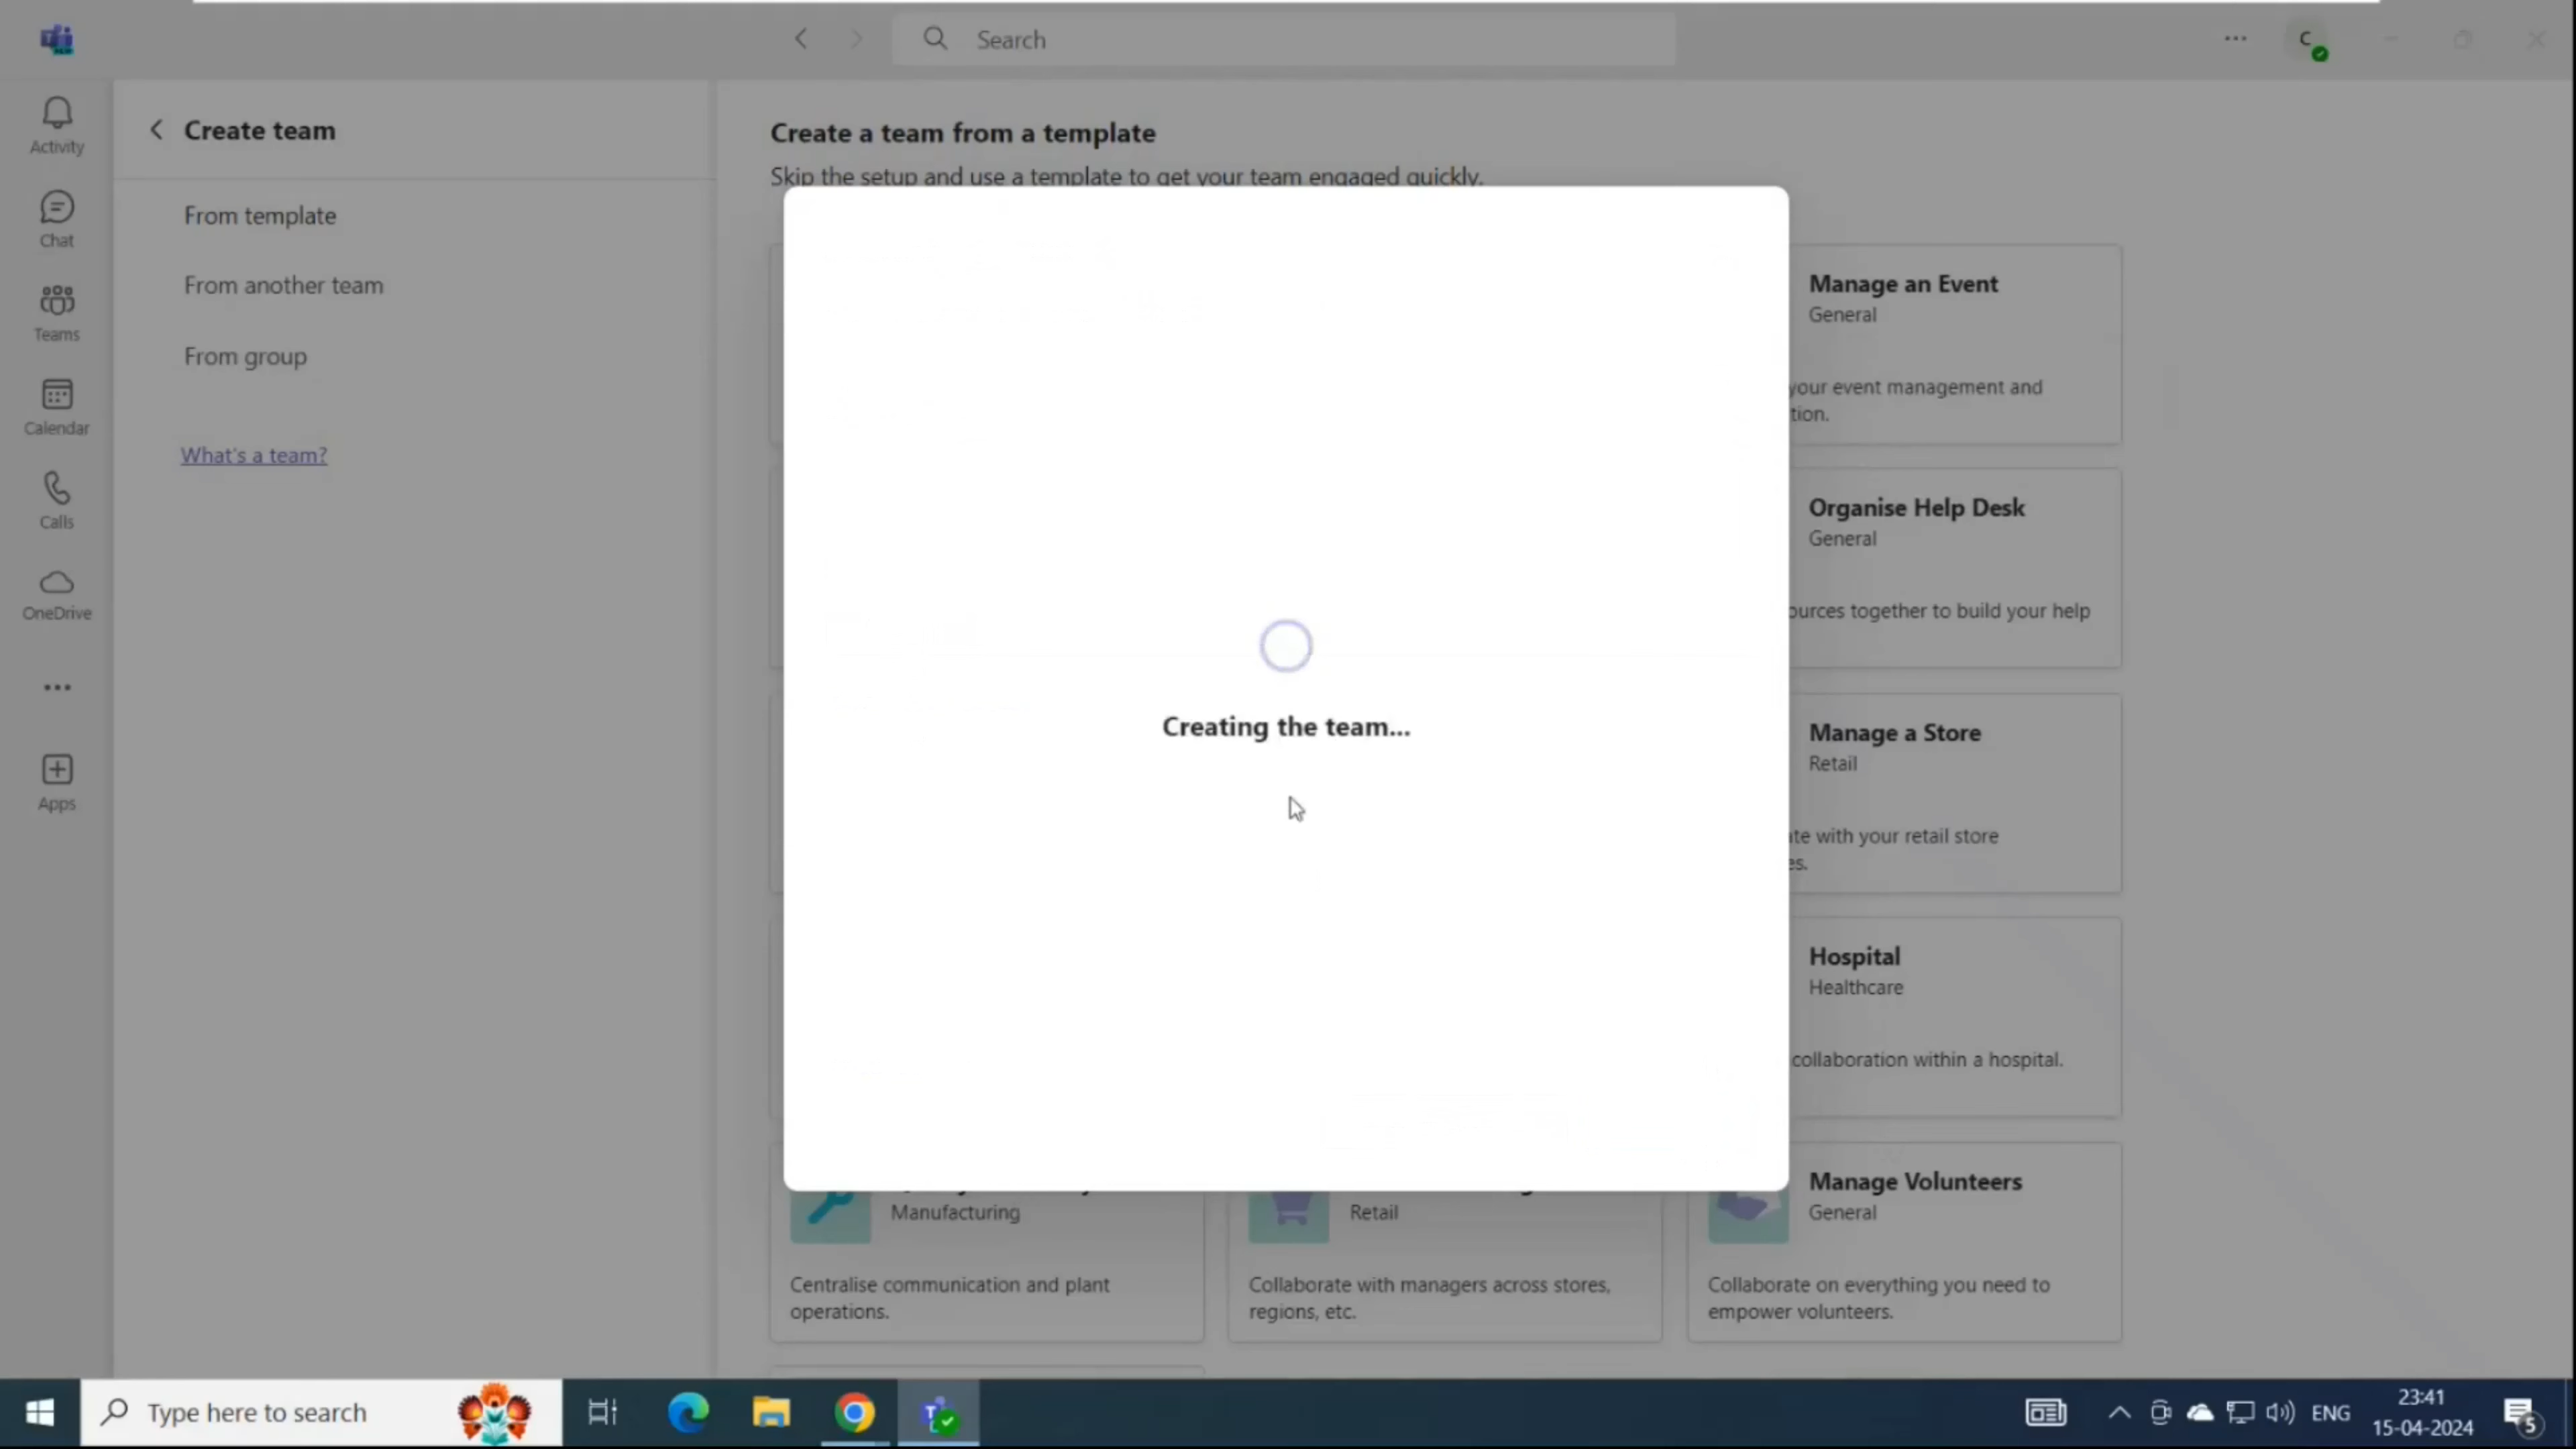 Search
C
Activity
Chat
Teams
Calendar
Calls
OneDrive
Apps
Create team
From template
From another team
From group
What's a team?
Create a team from a template
Skip the setup and use a template to get your team engaged quickly.
Manage an Event
General
your event management and
tion.
Organise Help Desk
General
ources together to build your help
Manage a Store
Retail
ate with your retail store
es.
Hospital
Healthcare
collaboration within a hospital.
Creating the team...
Manufacturing
Centralise communication and plant
operations.
Retail
Collaborate with managers across stores,
regions, etc.
Manage Volunteers
General
Collaborate on everything you need to
empower volunteers.
Type here to search
ENG
23:41
15-04-2024
5